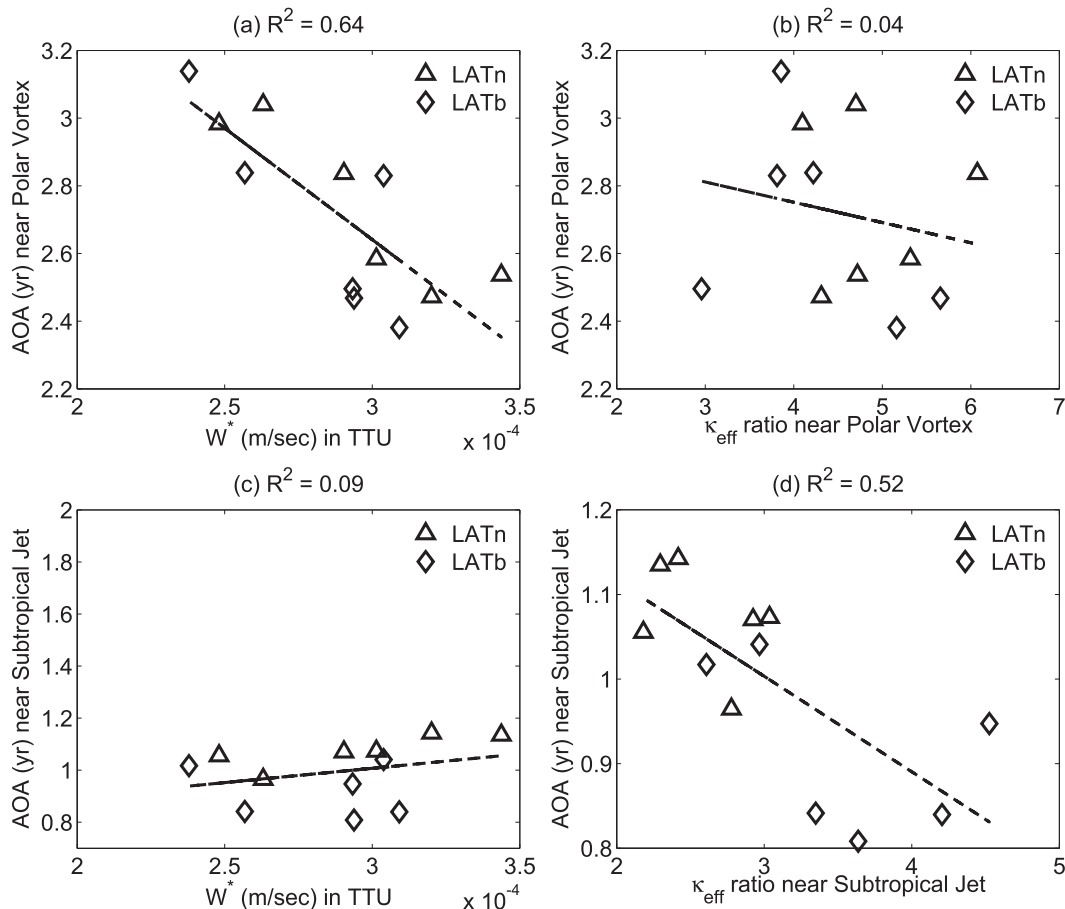 (a) R² = 0.64
AOA (yr) near Polar Vortex
3.2
3
2.8
2.6
2.4
2.2
LATn
LATb
2
2.5
3
3.5
W* (m/sec) in TTU
x 10⁻⁴
(b) R² = 0.04
AOA (yr) near Polar Vortex
3.2
3
2.8
2.6
2.4
2.2
LATn
LATb
2
3
4
5
6
7
κeff ratio near Polar Vortex
(c) R² = 0.09
AOA (yr) near Subtropical Jet
2
1.8
1.6
1.4
1.2
1
0.8
LATn
LATb
2
2.5
3
3.5
W* (m/sec) in TTU
x 10⁻⁴
(d) R² = 0.52
AOA (yr) near Subtropical Jet
1.2
1.1
1
0.9
0.8
LATn
LATb
2
3
4
5
κeff ratio near Subtropical Jet